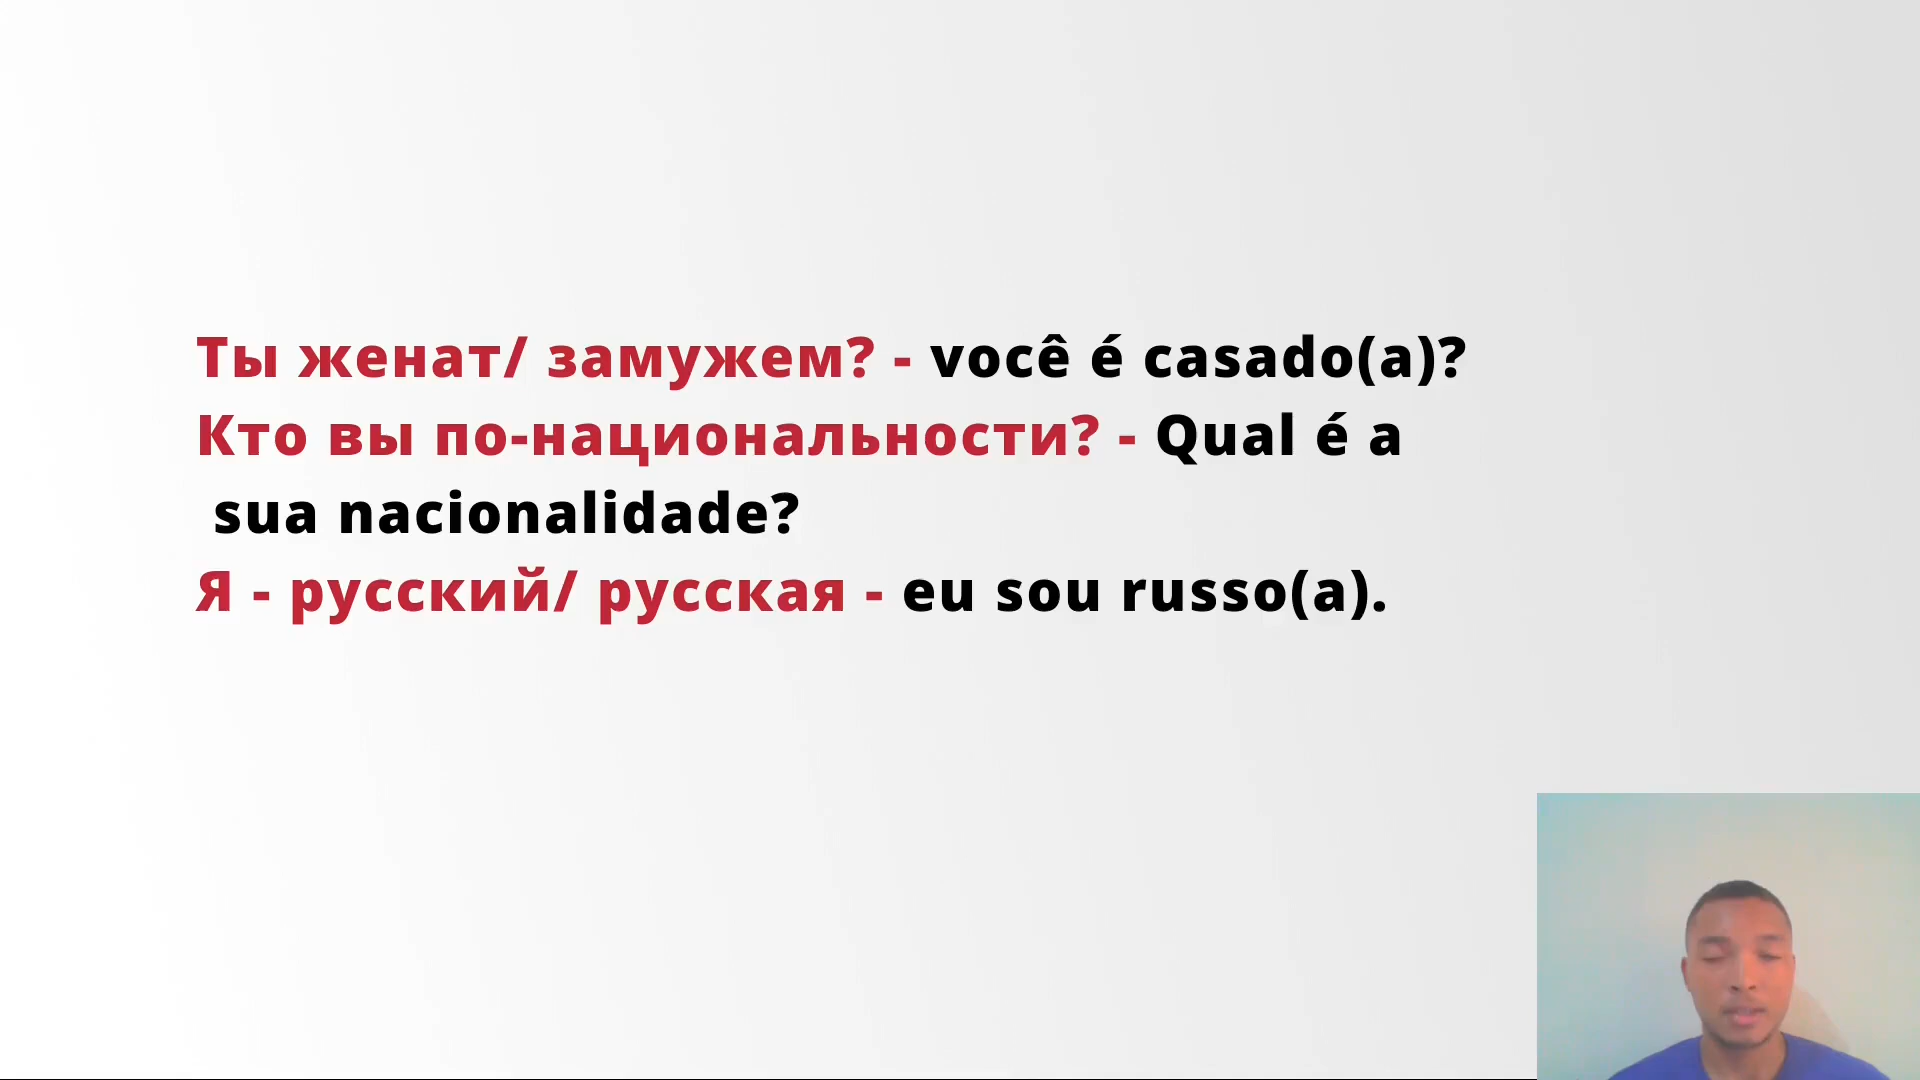 Ты женат/ замужем? - você é casado(a)?
Кто вы по-национальности? - Qual é a
sua nacionalidade?
Я - русский/ русская - eu sou russo(a).